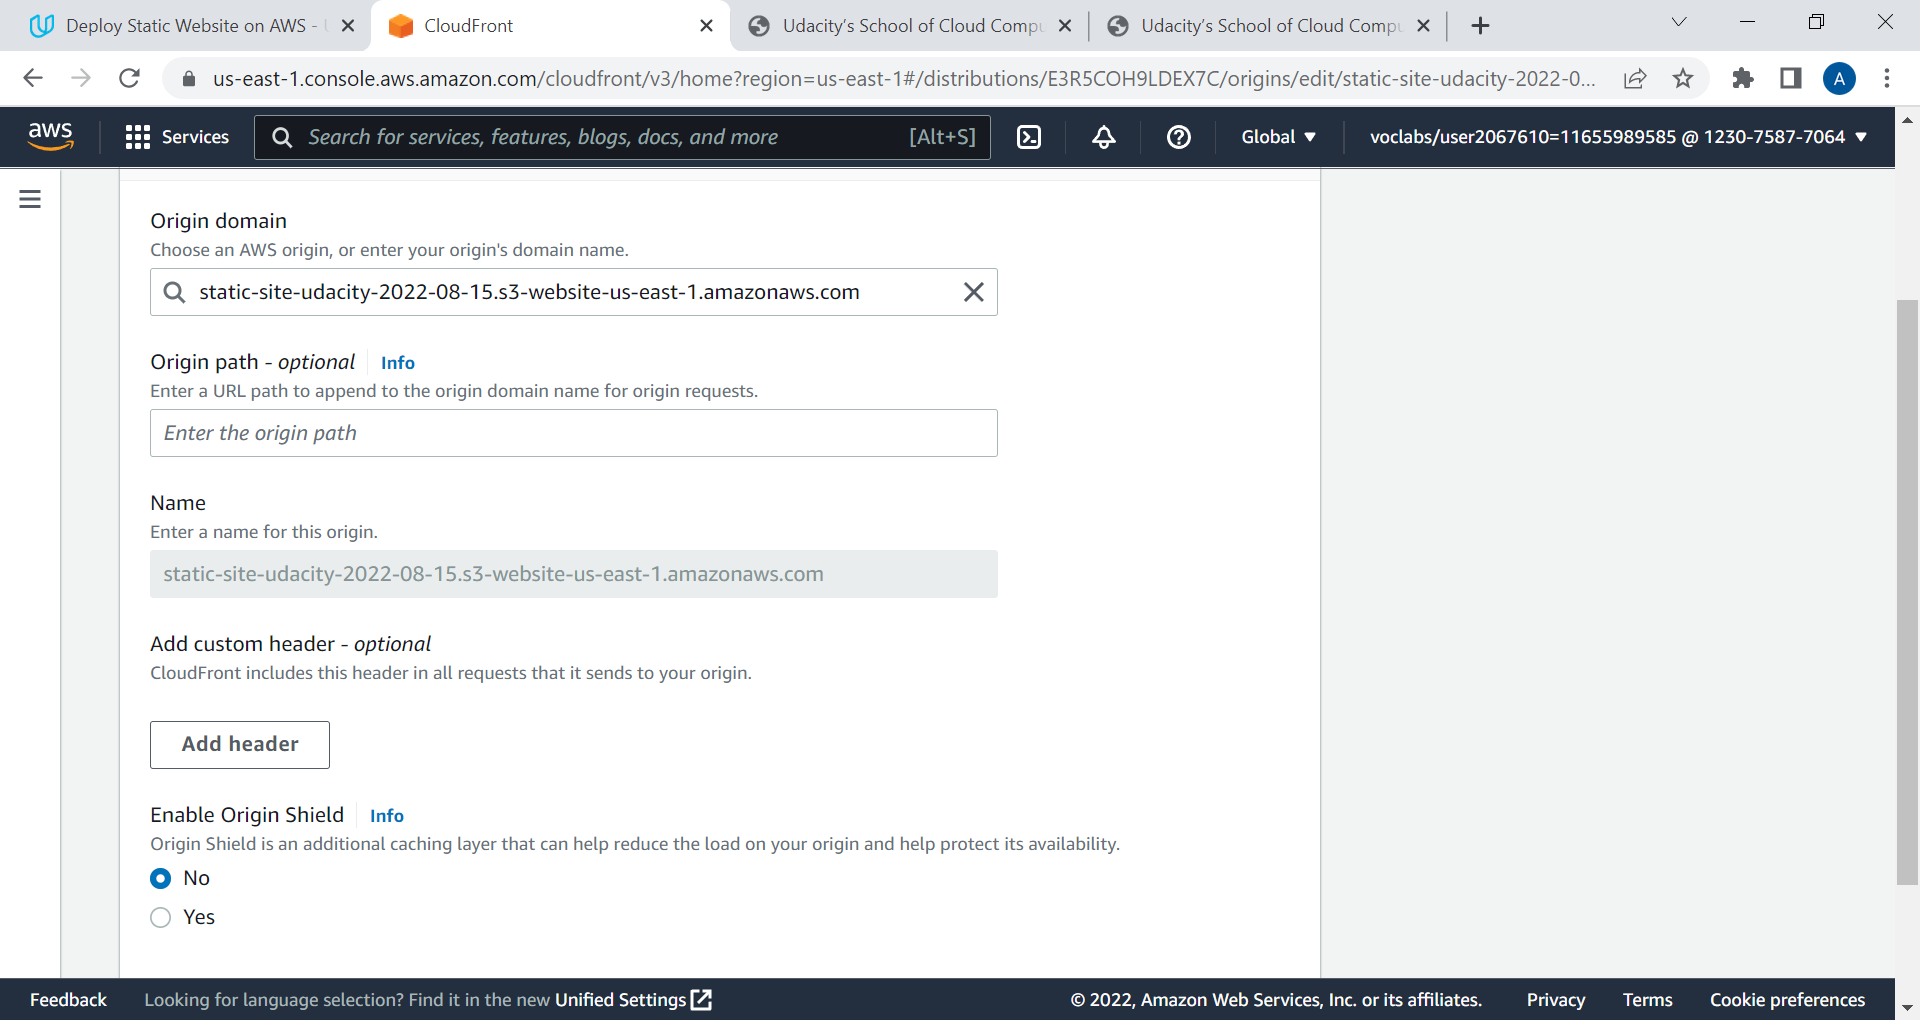 Deploy Static Website on AWS -
CloudFront
Udacity's School of Cloud Comp
Udacity's School of Cloud Comp
us-east-1.console.aws.amazon.com/cloudfront/v3/home?region=us-east-1#/distributions/E3R5COH9LDEX7C/origins/edit/static-site-udacity-2022-0...
A
aws
Services
Search for services, features, blogs, docs, and more
[Alt+S]
Global
voclabs/user2067610=11655989585 @ 1230-7587-7064
Origin domain
Choose an AWS origin, or enter your origin's domain name.
static-site-udacity-2022-08-15.s3-website-us-east-1.amazonaws.com
Origin path - optional
Info
Enter a URL path to append to the origin domain name for origin requests.
Enter the origin path
Name
Enter a name for this origin.
static-site-udacity-2022-08-15.s3-website-us-east-1.amazonaws.com
Add custom header - optional
CloudFront includes this header in all requests that it sends to your origin.
Add header
Enable Origin Shield
Info
Origin Shield is an additional caching layer that can help reduce the load on your origin and help protect its availability.
No
Yes
Feedback
Looking for language selection? Find it in the new Unified Settings
© 2022, Amazon Web Services, Inc. or its affiliates.
Privacy
Terms
Cookie preferences